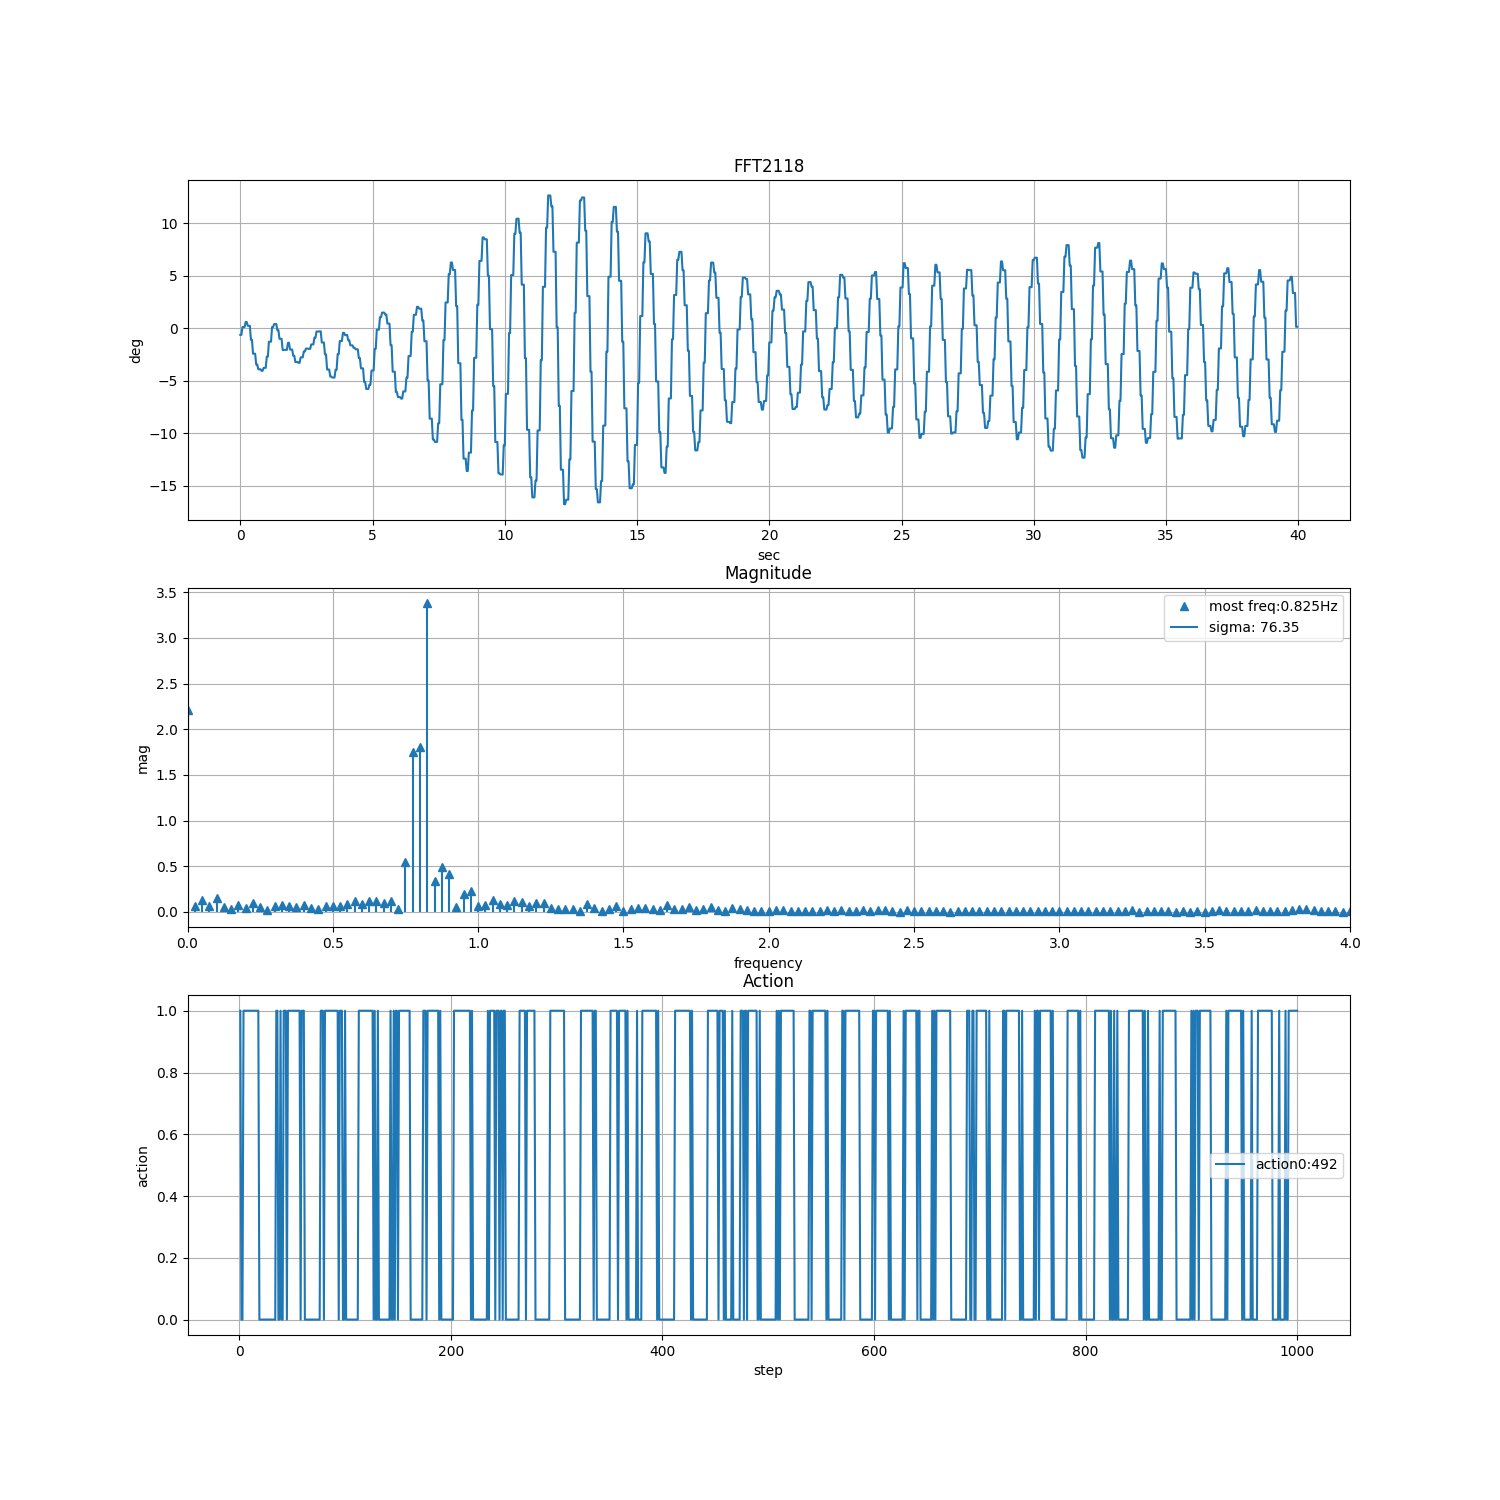 FFT2118
10
5
0
−5
−10
−15
deg
0 5 10 15 20 25 30 35 40
sec
Magnitude
3.5
3.0
2.5
2.0
1.5
1.0
0.5
0.0
mag
most freq:0.825Hz
sigma: 76.35
0.0 0.5 1.0 1.5 2.0 2.5 3.0 3.5 4.0
frequency
Action
1.0
0.8
0.6
0.4
0.2
0.0
action
action0:492
0 200 400 600 800 1000
step